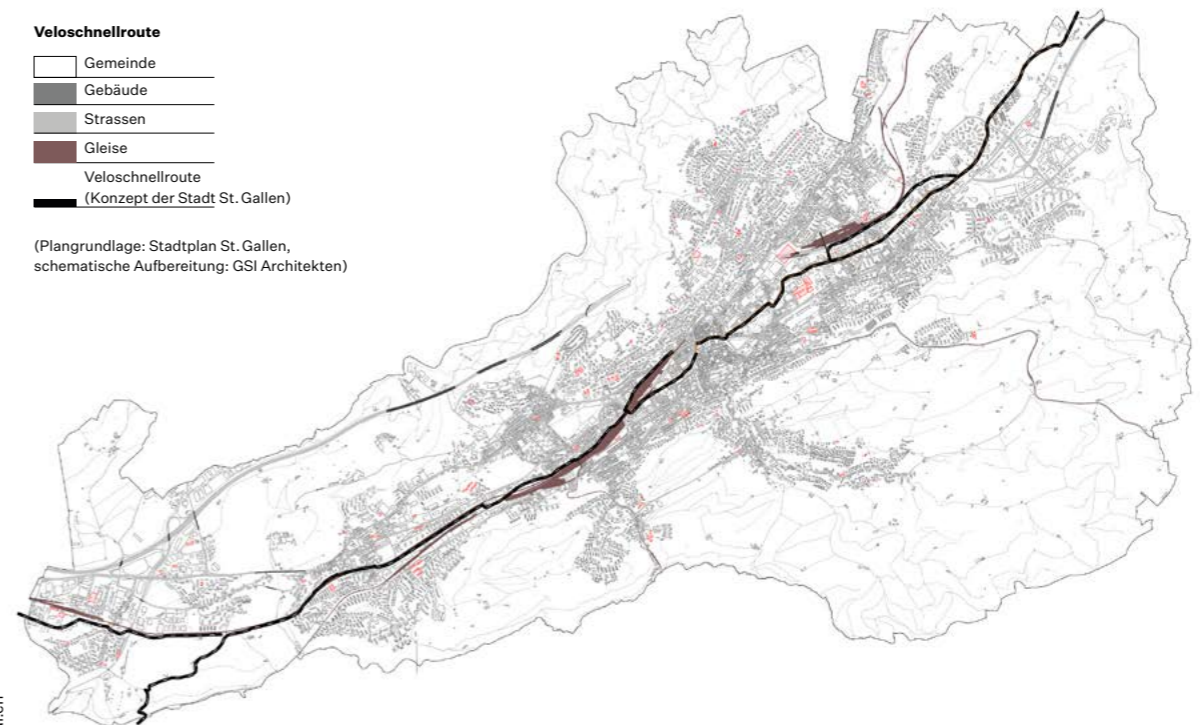 Veloschnellroute
Gemeinde
Gebäude
Strassen
Gleise
Veloschnellroute
(Konzept der Stadt St. Gallen)
(Plangrundlage: Stadtplan St. Gallen,
schematische Aufbereitung: GSI Architekten)